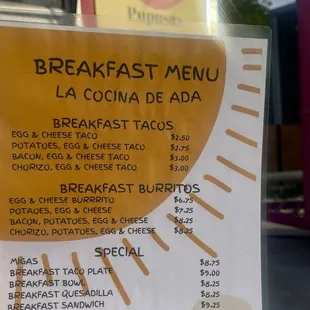 Pupusas
BREAKFAST MENU
LA COCINA DE ADA
BREAKFAST TACOS
EGG & CHEESE TACO $2.50
POTATOES, EGG & CHEESE TACO $2.75
BACON, EGG & CHEESE TACO $3.00
CHORIZO, EGG & CHEESE TACO $3.00
BREAKFAST BURRITOS
EGG & CHEESE BURRRITO $6.75
POTAOES, EGG & CHEESE $7.25
BACON, POTATOES, EGG & CHEESE $8.25
CHORIZO, POTATOES, EGG & CHEESE $8.25
SPECIAL
MIGAS $8.75
BREAKFAST TACO PLATE $9.00
BREAKFAST BOWL $8.25
BREAKFAST QUESADILLA $8.25
BREAKFAST SANDWICH $5.25